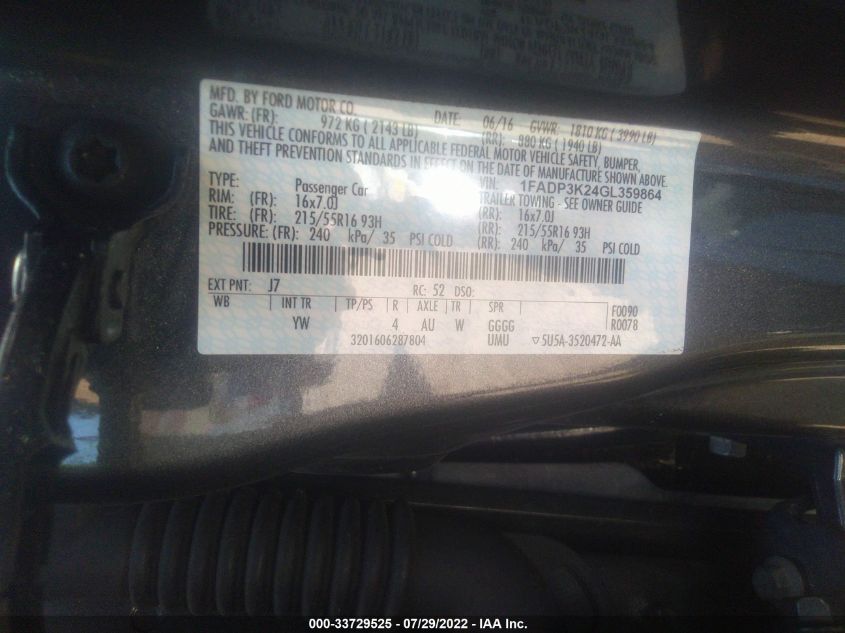 MFD. BY FORD MOTOR CO.
DATE: 06/16 GVWR: 1810 KG ( 3990 LB)
GAWR: (FR): 972 KG ( 2143 LB) (RR): 880 KG ( 1940 LB)
THIS VEHICLE CONFORMS TO ALL APPLICABLE FEDERAL MOTOR VEHICLE SAFETY, BUMPER,
AND THEFT PREVENTION STANDARDS IN EFFECT ON THE DATE OF MANUFACTURE SHOWN ABOVE.
VIN: 1FADP3K24GL359864
TYPE: Passenger Car TRAILER TOWING - SEE OWNER GUIDE
RIM: (FR): 16x7.0J (RR): 16x7.0J
TIRE: (FR): 215/55R16 93H (RR): 215/55R16 93H
PRESSURE: (FR): 240 kPa/ 35 PSI COLD (RR): 240 kPa/ 35 PSI COLD
EXT PNT: J7 RC: 52 DSO:
WB INT TR TP/PS R AXLE TR SPR F0090
YW 4 AU W GGGG R0078
3201606287804 UMU ▽5U5A-3520472-AA
000-33729525 - 07/29/2022 - IAA Inc.